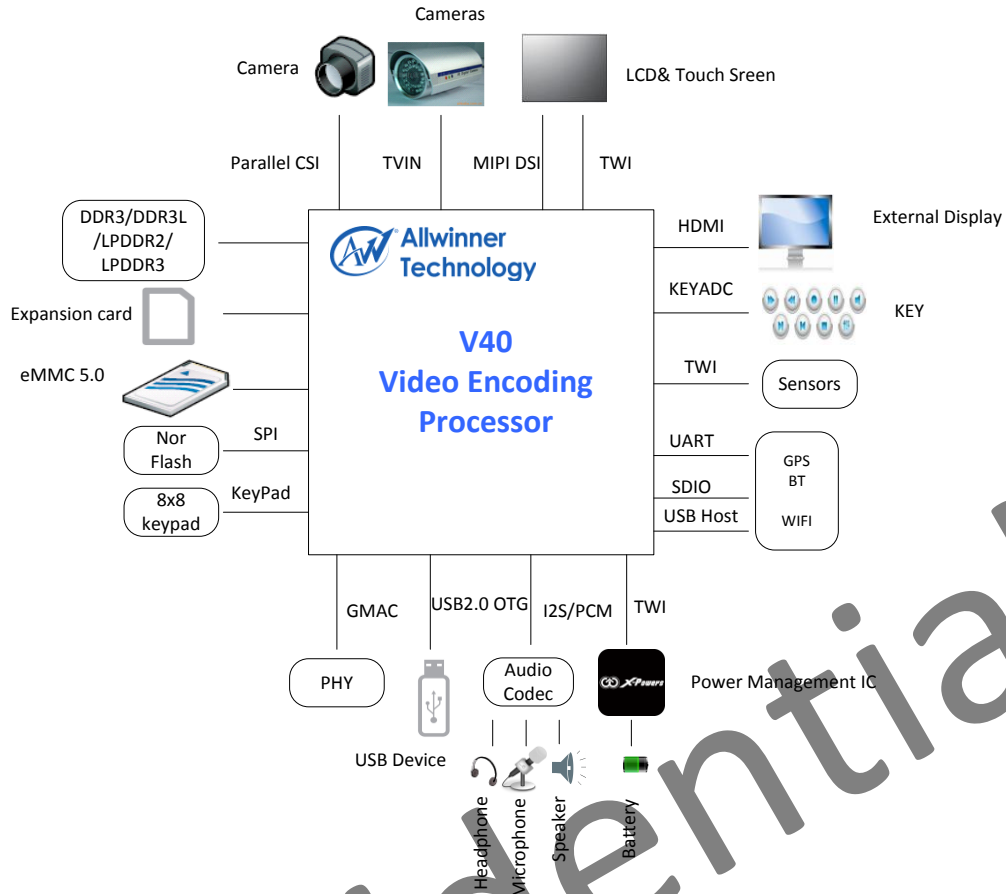 Cameras
Camera
LCD& Touch Sreen
Parallel CSI
TVIN
MIPI DSI
TWI
DDR3/DDR3L
/LPDDR2/
LPDDR3
Expansion card
eMMC 5.0
SPI
Nor
Flash
KeyPad
8x8
keypad
Allwinner
Technology
V40
Video Encoding
Processor
HDMI
External Display
KEYADC
KEY
TWI
Sensors
UART
SDIO
USB Host
GPS
BT
WIFI
GMAC
USB2.0 OTG
I2S/PCM
TWI
PHY
USB Device
Audio
Codec
X-Powers
Power Management IC
Headphone
Microphone
Speaker
Battery
dential